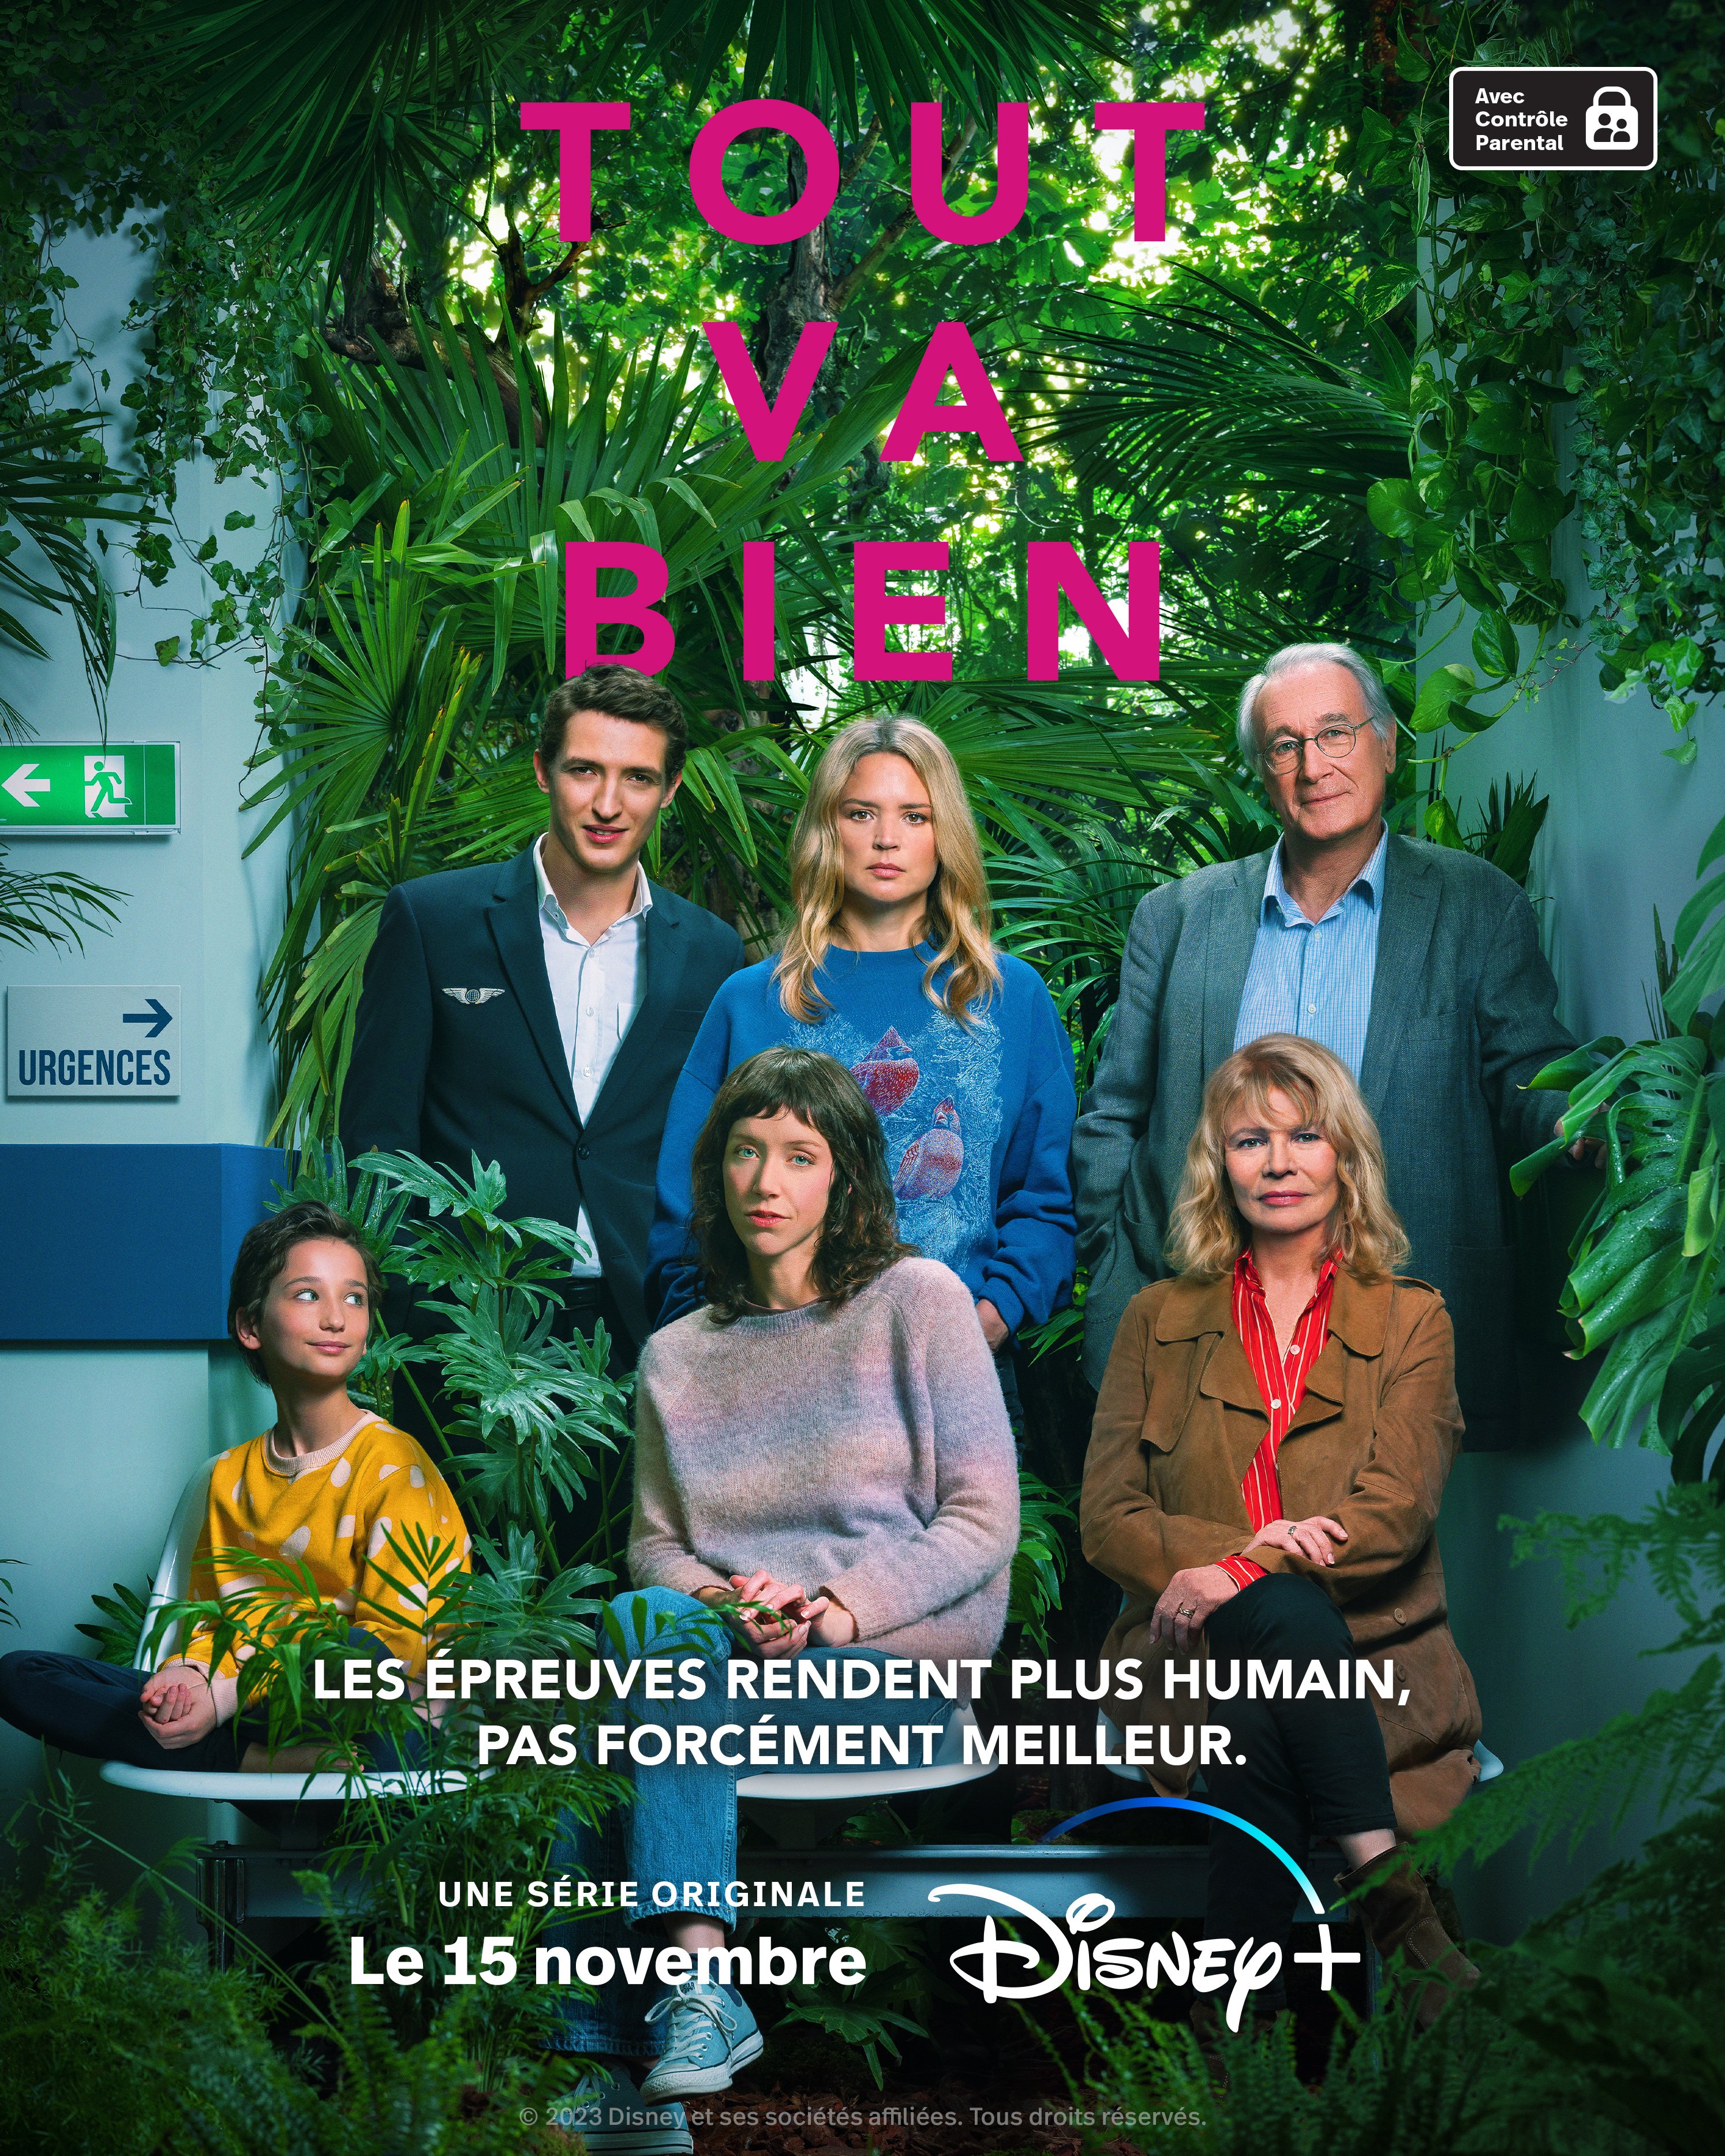 Avec
Contrôle
Parental
TOUT
VA
BIEN
URGENCES
LES ÉPREUVES RENDENT PLUS HUMAIN,
PAS FORCÉMENT MEILLEUR.
UNE SÉRIE ORIGINALE
Le 15 novembre
Disney+
© 2023 Disney et ses sociétés affiliées. Tous droits réservés.